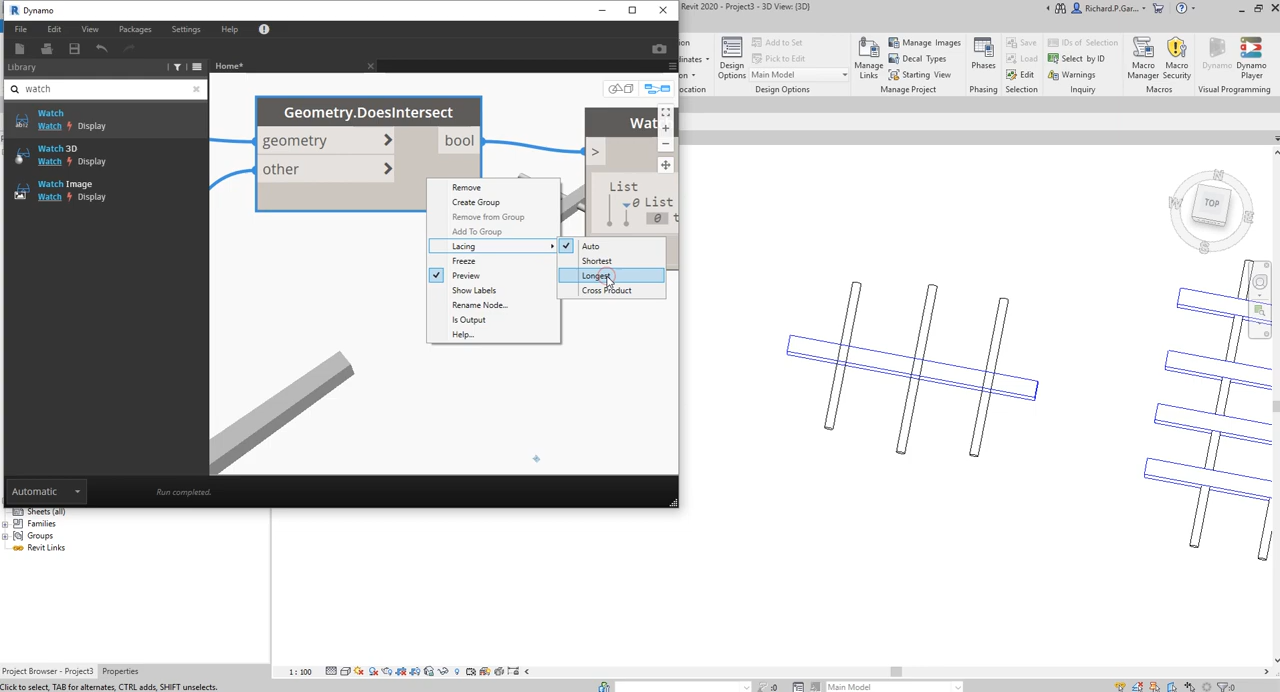 Dynamo
Revit 2020 - Project3 - 3D View: {3D}
Richard.P.Gar...
File Edit View Packages Settings Help
Library
Home*
watch
Watch
Watch Display
Watch 3D
Watch Display
Watch Image
Watch Display
Geometry.DoesIntersect
geometry
bool
other
Wat
>
List
0 List
0
Remove
Create Group
Remove from Group
Add To Group
Lacing
Freeze
Preview
Show Labels
Rename Node...
Is Output
Help...
Auto
Shortest
Longest
Cross Product
Automatic
Run completed.
Design Options
Add to Set
Pick to Edit
Main Model
Design Options
Manage Links
Manage Images
Decal Types
Starting View
Manage Project
Phases
Phasing
Save
Load
Edit
Selection
IDs of Selection
Select by ID
Warnings
Inquiry
Macro Manager
Macro Security
Macros
Dynamo
Dynamo Player
Visual Programming
TOP
N
W
E
S
Sheets (all)
Families
Groups
Revit Links
Project Browser - Project3
Properties
1 : 100
Click to select, TAB for alternates, CTRL adds, SHIFT unselects.
:0
Main Model
:0